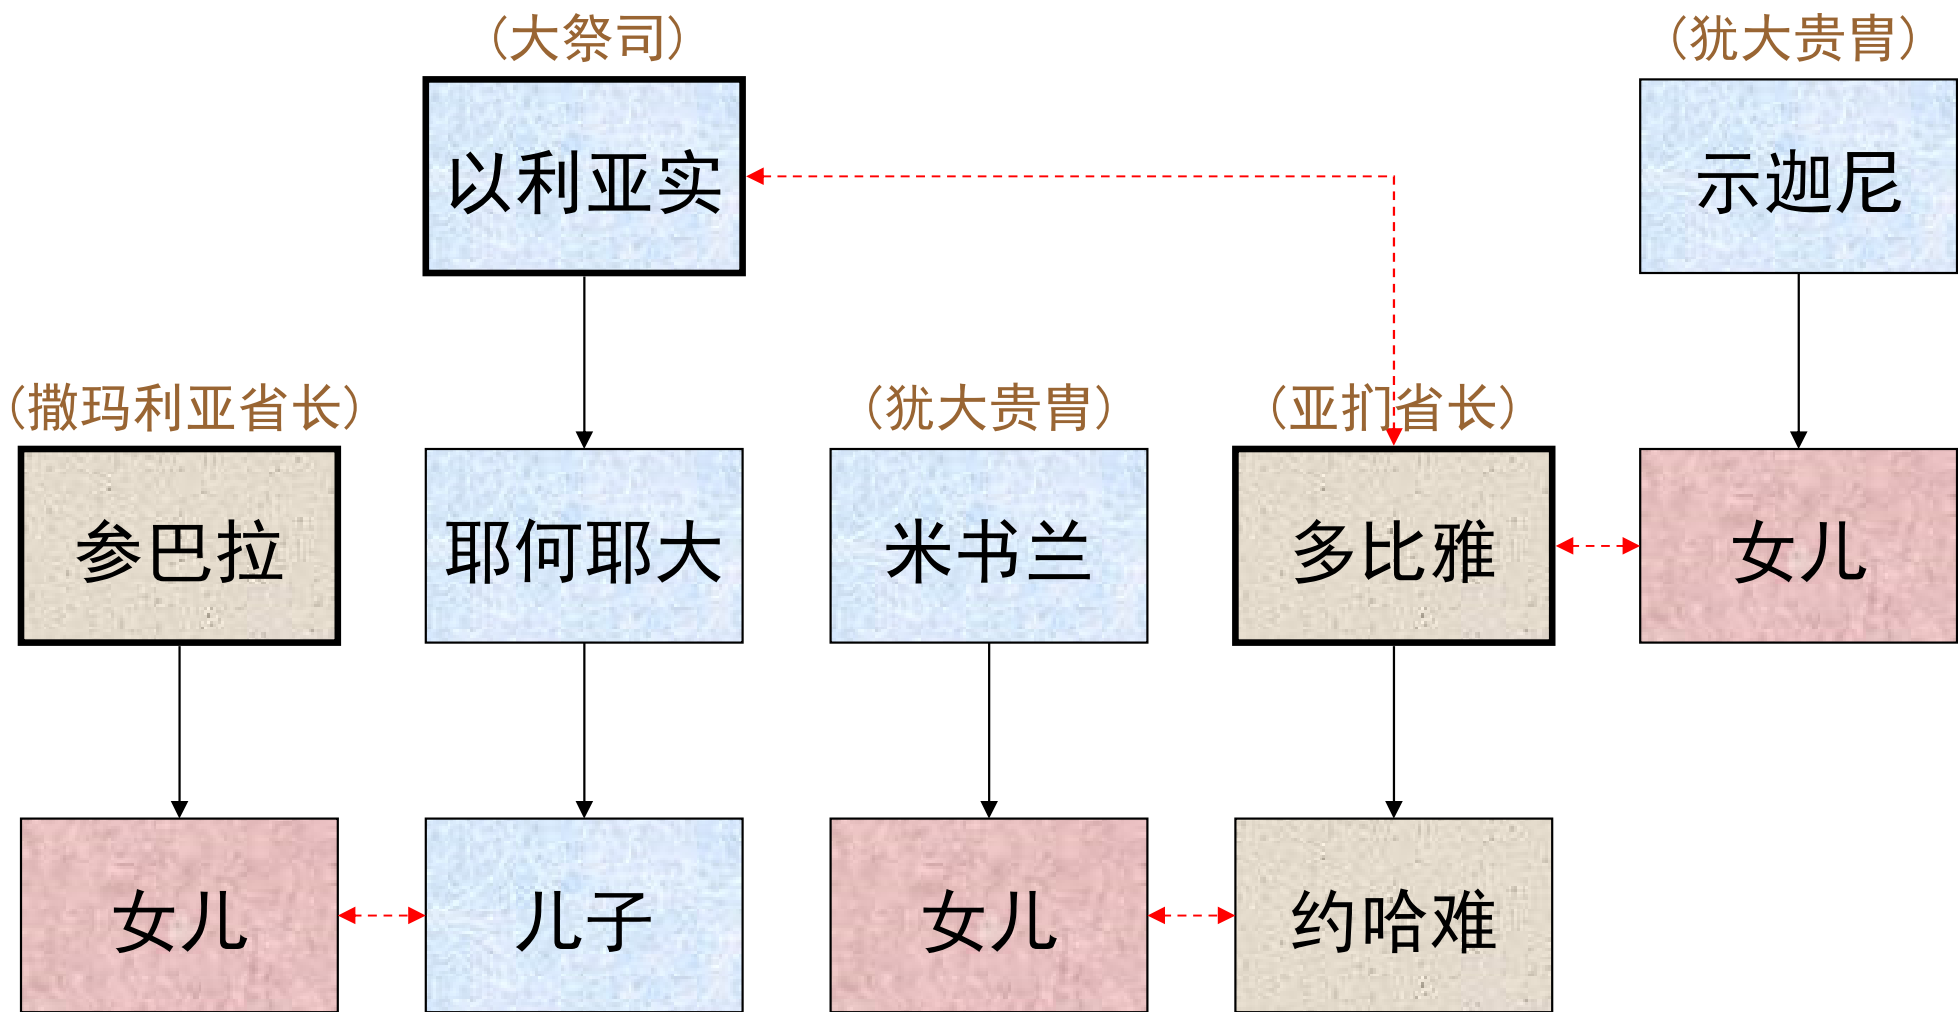 (大祭司)
(犹大贵胄)
以利亚实
示迦尼
(撒玛利亚省长)
(犹大贵胄)
(亚扪省长)
参巴拉
耶何耶大
米书兰
多比雅
女儿
女儿
儿子
女儿
约哈难